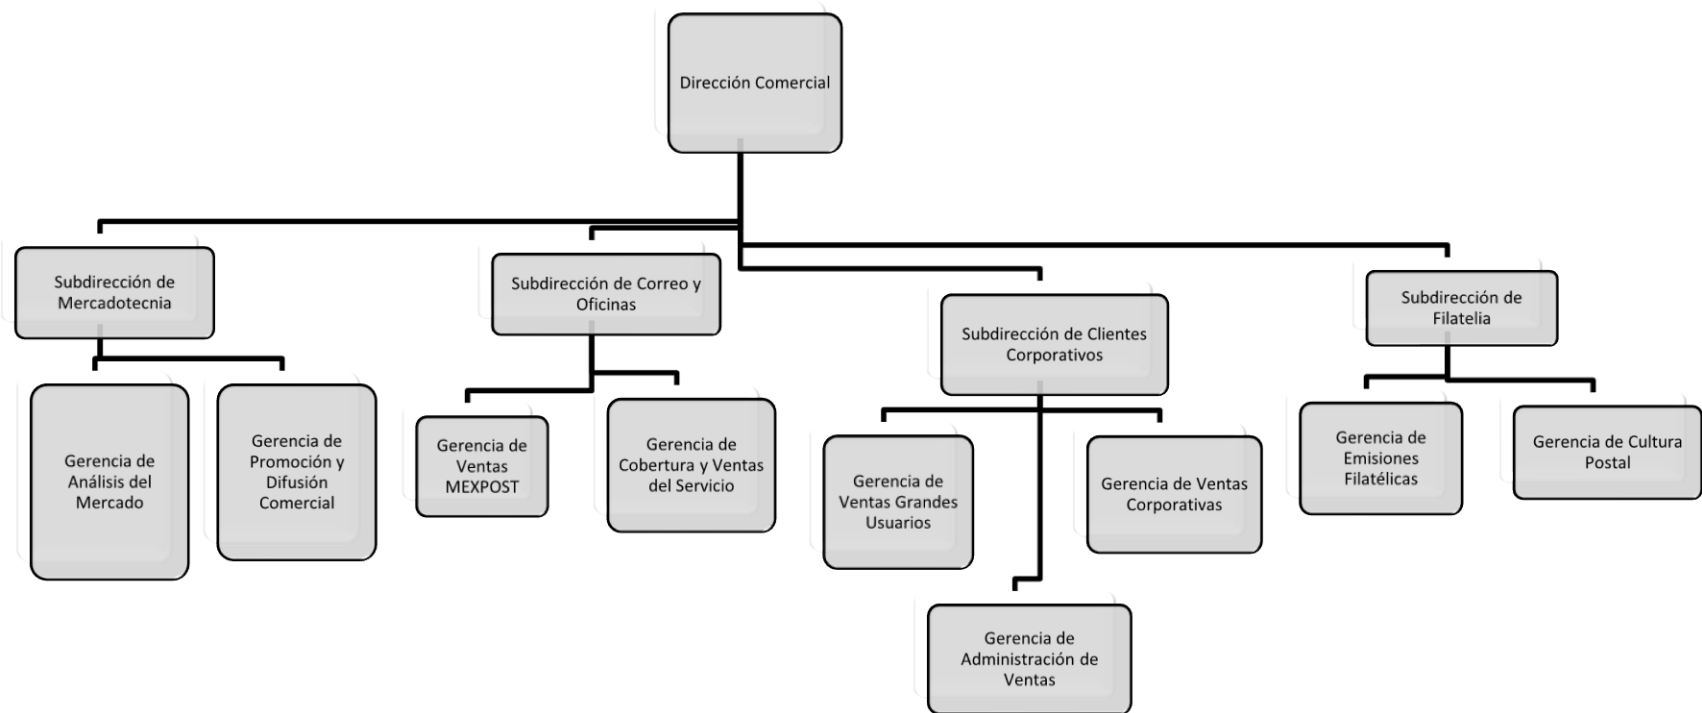 Dirección Comercial
Subdirección de
Mercadotecnia
Subdirección de Correo y
Oficinas
Subdirección de Clientes
Corporativos
Subdirección de
Filatelia
Gerencia de
Análisis del
Mercado
Gerencia de
Promoción y
Difusión
Comercial
Gerencia de
Ventas
MEXPOST
Gerencia de
Cobertura y Ventas
del Servicio
Gerencia de
Ventas Grandes
Usuarios
Gerencia de Ventas
Corporativas
Gerencia de
Emisiones
Filatélicas
Gerencia de Cultura
Postal
Gerencia de
Administración de
Ventas